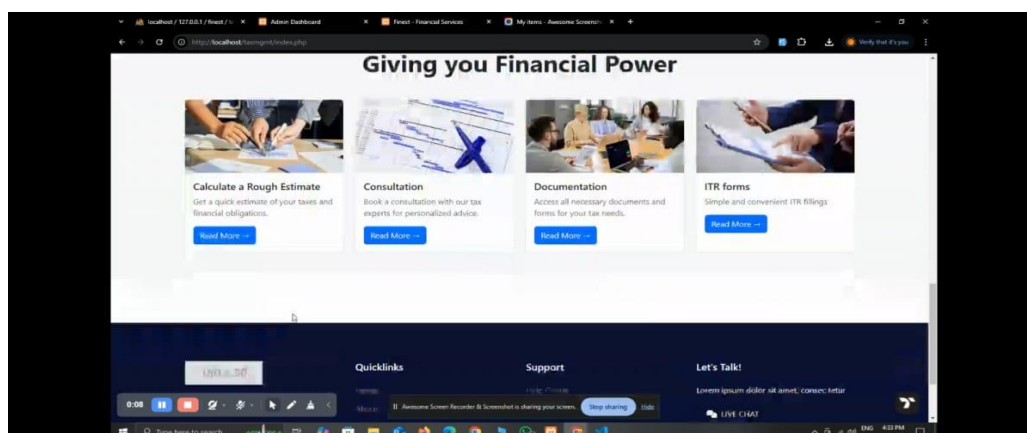 localhost / 127.0.0.1 / finest / 
Admin Dashboard
Finest - Financial Services
My items - Awesome Screensh
http://localhost/taxmgmt/index.php
Verify that it's you
Giving you Financial Power
Calculate a Rough Estimate
Get a quick estimate of your taxes and
financial obligations.
Read More →
Consultation
Book a consultation with our tax
experts for personalized advice.
Read More →
Documentation
Access all necessary documents and
forms for your tax needs.
Read More →
ITR forms
Simple and convenient ITR fillings
Read More →
Quicklinks
Home
About
Support
Help Center
Let's Talk!
Lorem ipsum dolor sit amet, consec tetur
LIVE CHAT
0:08
Awesome Screen Recorder & Screenshot is sharing your screen.
Stop sharing
Hide
Type here to search
ENG
4:33 PM